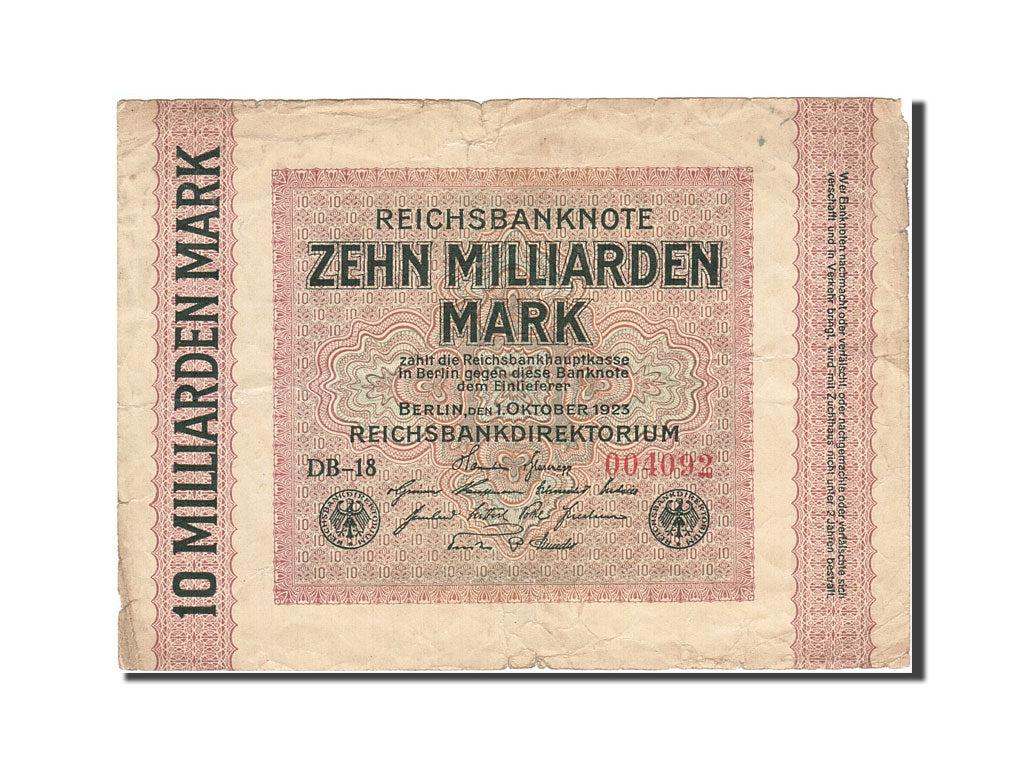 10 MILLIARDEN MARK
REICHSBANKNOTE
ZEHN MILLIARDEN
MARK
zahlt die Reichsbankhauptkasse
in Berlin gegen diese Banknote
dem Einlieferer
BERLIN, DEN 1. OKTOBER 1923
REICHSBANKDIREKTORIUM
DB-18
004092
REICHSBANKDIREKTORIUM
REICHSBANKDIREKTORIUM
Wer Banknoten nachmacht oder verfälscht, oder nachgemachte oder verfälschte sich
verschafft und in Verkehr bringt, wird mit Zuchthaus nicht unter 2 Jahren bestraft.